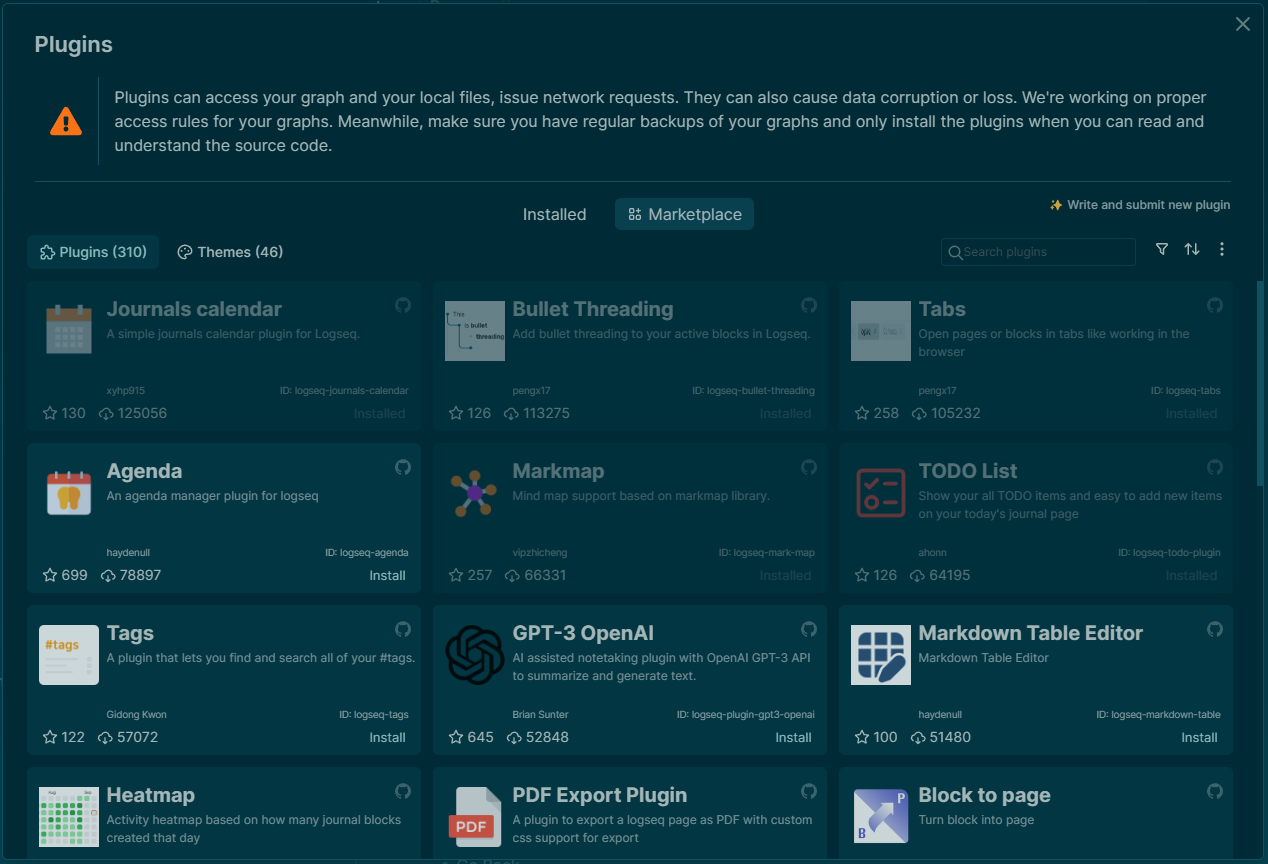 Plugins
Plugins can access your graph and your local files, issue network requests. They can also cause data corruption or loss. We're working on proper
access rules for your graphs. Meanwhile, make sure you have regular backups of your graphs and only install the plugins when you can read and
understand the source code.
Installed
Marketplace
✨ Write and submit new plugin
Plugins (310)
Themes (46)
Search plugins
Journals calendar
A simple journals calendar plugin for Logseq.
xyhp915
ID: logseq-journals-calendar
130
125056
Installed
This
is bullet
threading
Bullet Threading
Add bullet threading to your active blocks in Logseq.
pengx17
ID: logseq-bullet-threading
126
113275
Installed
Tabs
Open pages or blocks in tabs like working in the
browser
pengx17
ID: logseq-tabs
258
105232
Installed
Agenda
An agenda manager plugin for logseq
haydenull
ID: logseq-agenda
699
78897
Install
Markmap
Mind map support based on markmap library.
vipzhicheng
ID: logseq-mark-map
257
66331
Installed
TODO List
Show your all TODO items and easy to add new items
on your today's journal page
ahonn
ID: logseq-todo-plugin
126
64195
Installed
#tags
Tags
A plugin that lets you find and search all of your #tags.
Gidong Kwon
ID: logseq-tags
122
57072
Install
GPT-3 OpenAI
AI assisted notetaking plugin with OpenAI GPT-3 API
to summarize and generate text.
Brian Sunter
ID: logseq-plugin-gpt3-openai
645
52848
Install
Markdown Table Editor
Markdown Table Editor
haydenull
ID: logseq-markdown-table
100
51480
Install
Heatmap
Activity heatmap based on how many journal blocks
created that day
PDF
PDF Export Plugin
A plugin to export a logseq page as PDF with custom
css support for export
B
P
Block to page
Turn block into page